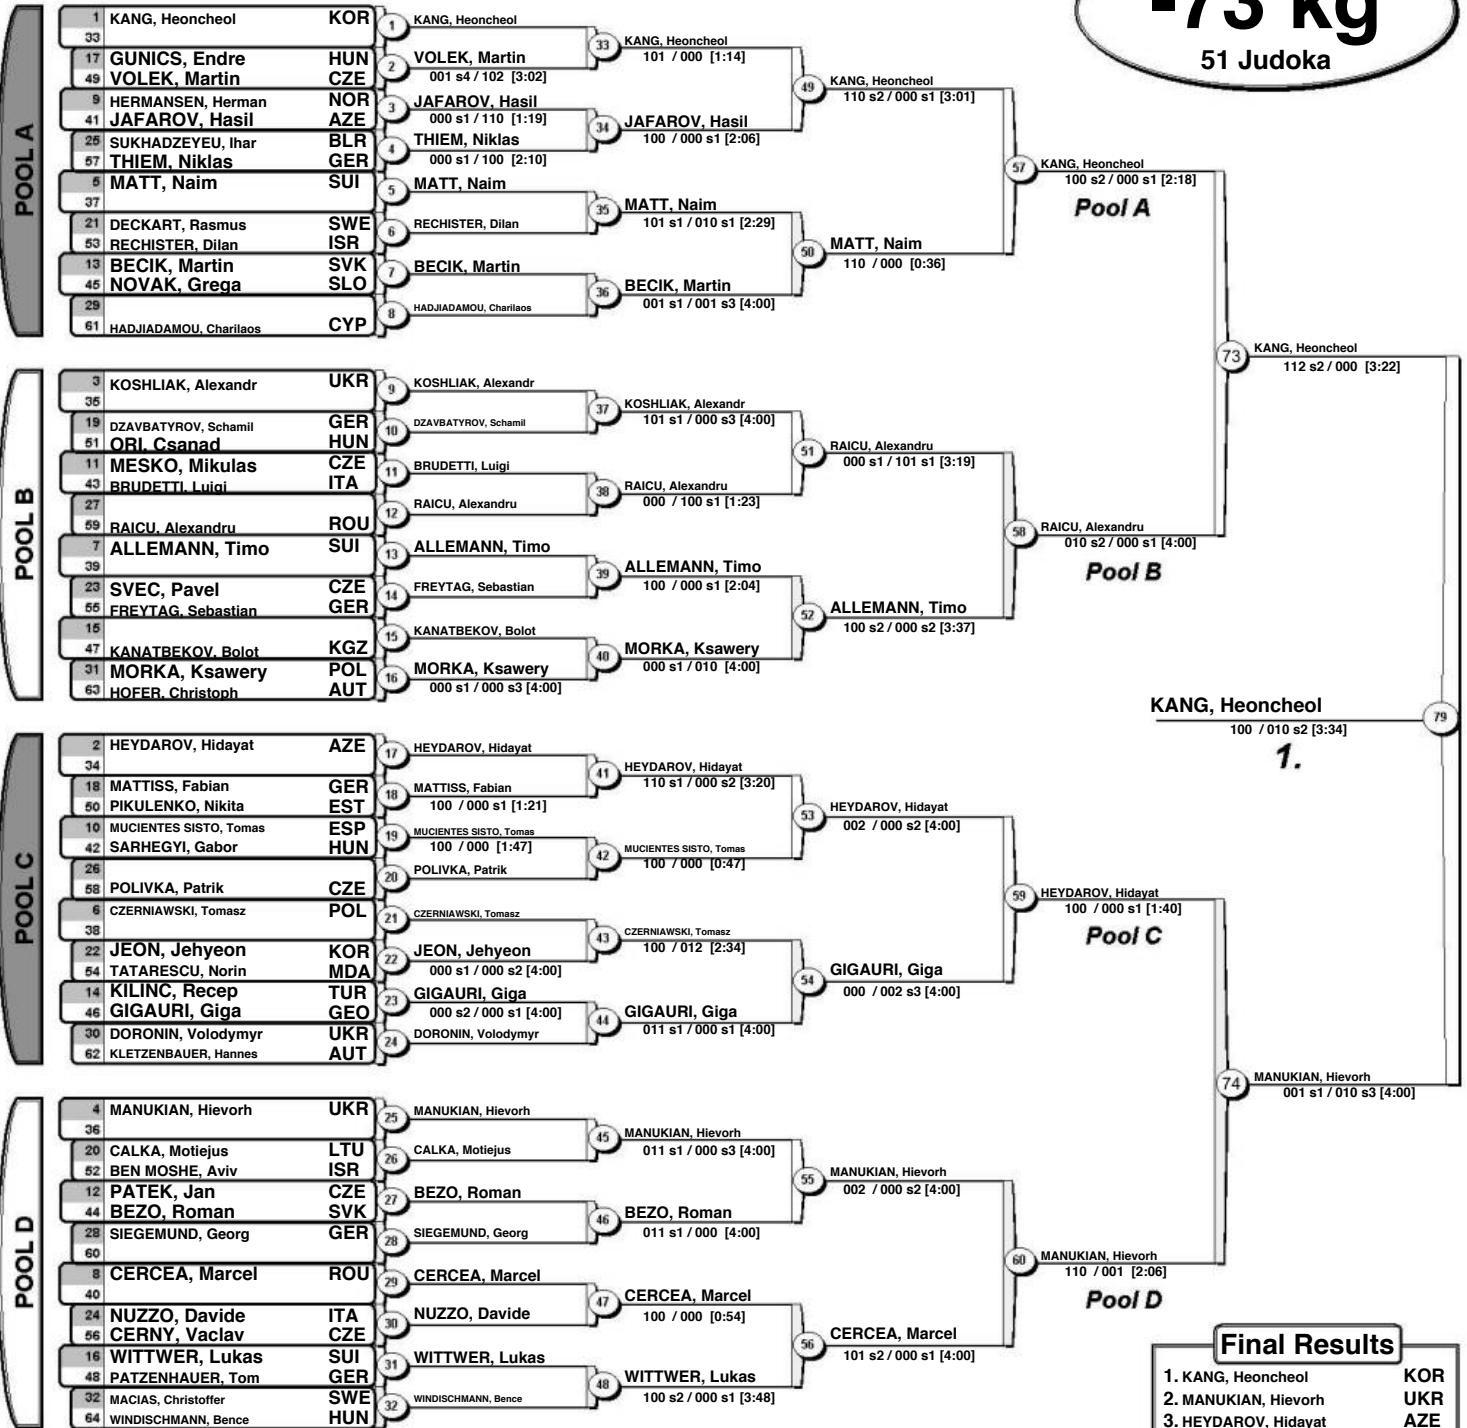 -73 kg
51 Judoka
POOL A
1 KANG, Heoncheol KOR
33
17 GUNICS, Endre HUN
49 VOLEK, Martin CZE
9 HERMANSEN, Herman NOR
41 JAFAROV, Hasil AZE
25 SUKHADZEYEU, Ihar BLR
57 THIEM, Niklas GER
5 MATT, Naim SUI
37
21 DECKART, Rasmus SWE
53 RECHISTER, Dilan ISR
13 BECIK, Martin SVK
45 NOVAK, Grega SLO
29
61 HADJIADAMOU, Charilaos CYP
1 KANG, Heoncheol
2 VOLEK, Martin
001 s4 / 102 [3:02]
3 JAFAROV, Hasil
000 s1 / 110 [1:19]
4 THIEM, Niklas
000 s1 / 100 [2:10]
5 MATT, Naim
6 RECHISTER, Dilan
7 BECIK, Martin
8 HADJIADAMOU, Charilaos
33 KANG, Heoncheol
101 / 000 [1:14]
34 JAFAROV, Hasil
100 / 000 s1 [2:06]
35 MATT, Naim
101 s1 / 010 s1 [2:29]
36 BECIK, Martin
001 s1 / 001 s3 [4:00]
49 KANG, Heoncheol
110 s2 / 000 s1 [3:01]
50 MATT, Naim
110 / 000 [0:36]
57 KANG, Heoncheol
100 s2 / 000 s1 [2:18]
Pool A
POOL B
3 KOSHLIAK, Alexandr UKR
35
19 DZAVBATYROV, Schamil GER
51 ORI, Csanad HUN
11 MESKO, Mikulas CZE
43 BRUDETTI, Luigi ITA
27
59 RAICU, Alexandru ROU
7 ALLEMANN, Timo SUI
39
23 SVEC, Pavel CZE
55 FREYTAG, Sebastian GER
15
47 KANATBEKOV, Bolot KGZ
31 MORKA, Ksawery POL
63 HOFER, Christoph AUT
9 KOSHLIAK, Alexandr
10 DZAVBATYROV, Schamil
11 BRUDETTI, Luigi
12 RAICU, Alexandru
13 ALLEMANN, Timo
14 FREYTAG, Sebastian
15 KANATBEKOV, Bolot
16 MORKA, Ksawery
000 s1 / 000 s3 [4:00]
37 KOSHLIAK, Alexandr
101 s1 / 000 s3 [4:00]
38 RAICU, Alexandru
000 / 100 s1 [1:23]
39 ALLEMANN, Timo
100 / 000 s1 [2:04]
40 MORKA, Ksawery
000 s1 / 010 [4:00]
51 RAICU, Alexandru
000 s1 / 101 s1 [3:19]
52 ALLEMANN, Timo
100 s2 / 000 s2 [3:37]
58 RAICU, Alexandru
010 s2 / 000 s1 [4:00]
Pool B
73 KANG, Heoncheol
112 s2 / 000 [3:22]
KANG, Heoncheol 79
100 / 010 s2 [3:34]
1.
POOL C
2 HEYDAROV, Hidayat AZE
34
18 MATTISS, Fabian GER
50 PIKULENKO, Nikita EST
10 MUCIENTES SISTO, Tomas ESP
42 SARHEGYI, Gabor HUN
26
58 POLIVKA, Patrik CZE
6 CZERNIAWSKI, Tomasz POL
38
22 JEON, Jehyeon KOR
54 TATARESCU, Norin MDA
14 KILINC, Recep TUR
46 GIGAURI, Giga GEO
30 DORONIN, Volodymyr UKR
62 KLETZENBAUER, Hannes AUT
17 HEYDAROV, Hidayat
18 MATTISS, Fabian
100 / 000 s1 [1:21]
19 MUCIENTES SISTO, Tomas
100 / 000 [1:47]
20 POLIVKA, Patrik
21 CZERNIAWSKI, Tomasz
22 JEON, Jehyeon
000 s1 / 000 s2 [4:00]
23 GIGAURI, Giga
000 s2 / 000 s1 [4:00]
24 DORONIN, Volodymyr
41 HEYDAROV, Hidayat
110 s1 / 000 s2 [3:20]
42 MUCIENTES SISTO, Tomas
100 / 000 [0:47]
43 CZERNIAWSKI, Tomasz
100 / 012 [2:34]
44 GIGAURI, Giga
011 s1 / 000 s1 [4:00]
53 HEYDAROV, Hidayat
002 / 000 s2 [4:00]
54 GIGAURI, Giga
000 / 002 s3 [4:00]
59 HEYDAROV, Hidayat
100 / 000 s1 [1:40]
Pool C
74 MANUKIAN, Hievorh
001 s1 / 010 s3 [4:00]
POOL D
4 MANUKIAN, Hievorh UKR
36
20 CALKA, Motiejus LTU
52 BEN MOSHE, Aviv ISR
12 PATEK, Jan CZE
44 BEZO, Roman SVK
28 SIEGEMUND, Georg GER
60
8 CERCEA, Marcel ROU
40
24 NUZZO, Davide ITA
56 CERNY, Vaclav CZE
16 WITTWER, Lukas SUI
48 PATZENHAUER, Tom GER
32 MACIAS, Christoffer SWE
64 WINDISCHMANN, Bence HUN
25 MANUKIAN, Hievorh
26 CALKA, Motiejus
27 BEZO, Roman
28 SIEGEMUND, Georg
29 CERCEA, Marcel
30 NUZZO, Davide
31 WITTWER, Lukas
32 WINDISCHMANN, Bence
45 MANUKIAN, Hievorh
011 s1 / 000 s3 [4:00]
46 BEZO, Roman
011 s1 / 000 [4:00]
47 CERCEA, Marcel
100 / 000 [0:54]
48 WITTWER, Lukas
100 s2 / 000 s1 [3:48]
55 MANUKIAN, Hievorh
002 / 000 s2 [4:00]
56 CERCEA, Marcel
101 s2 / 000 s1 [4:00]
60 MANUKIAN, Hievorh
110 / 001 [2:06]
Pool D
Final Results
1. KANG, Heoncheol KOR
2. MANUKIAN, Hievorh UKR
3. HEYDAROV, Hidayat AZE